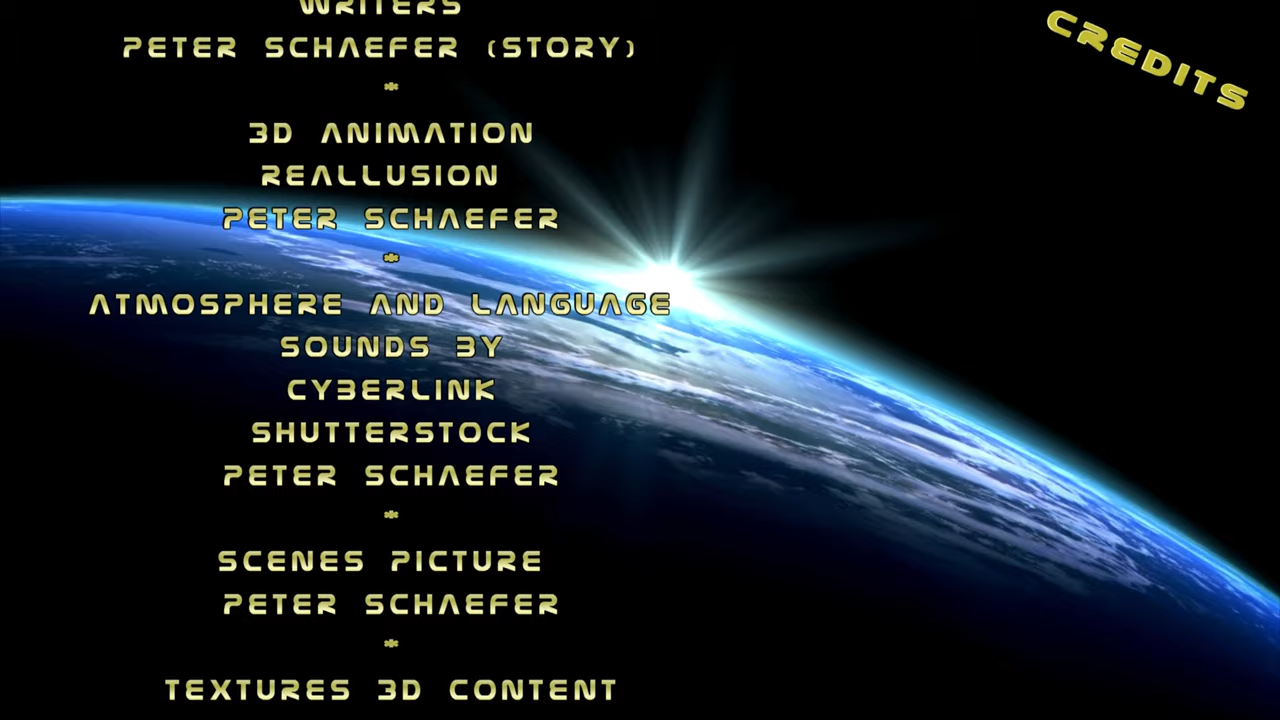 WRITERS
PETER SCHAEFER (STORY)
*
3D ANIMATION
REALLUSION
PETER SCHAEFER
*
ATMOSPHERE AND LANGUAGE
SOUNDS BY
CYBERLINK
SHUTTERSTOCK
PETER SCHAEFER
*
SCENES PICTURE
PETER SCHAEFER
*
TEXTURES 3D CONTENT
CREDITS